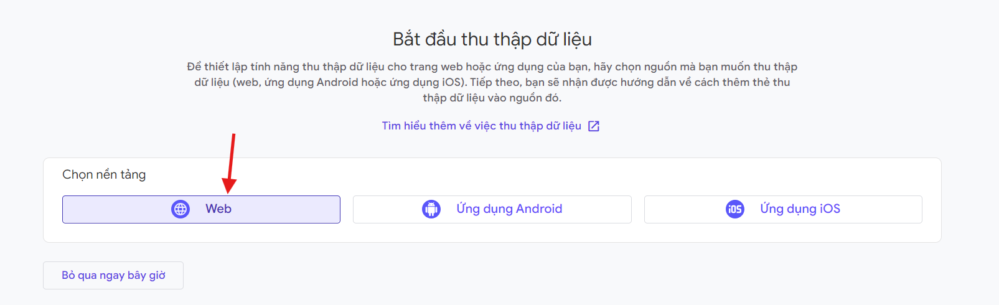 Bắt đầu thu thập dữ liệu
Để thiết lập tính năng thu thập dữ liệu cho trang web hoặc ứng dụng của bạn, hãy chọn nguồn mà bạn muốn thu thập
dữ liệu (web, ứng dụng Android hoặc ứng dụng iOS). Tiếp theo, bạn sẽ nhận được hướng dẫn về cách thêm thẻ thu
thập dữ liệu vào nguồn đó.
Tìm hiểu thêm về việc thu thập dữ liệu
Chọn nền tảng
Web
Ứng dụng Android
iOS Ứng dụng iOS
Bỏ qua ngay bây giờ